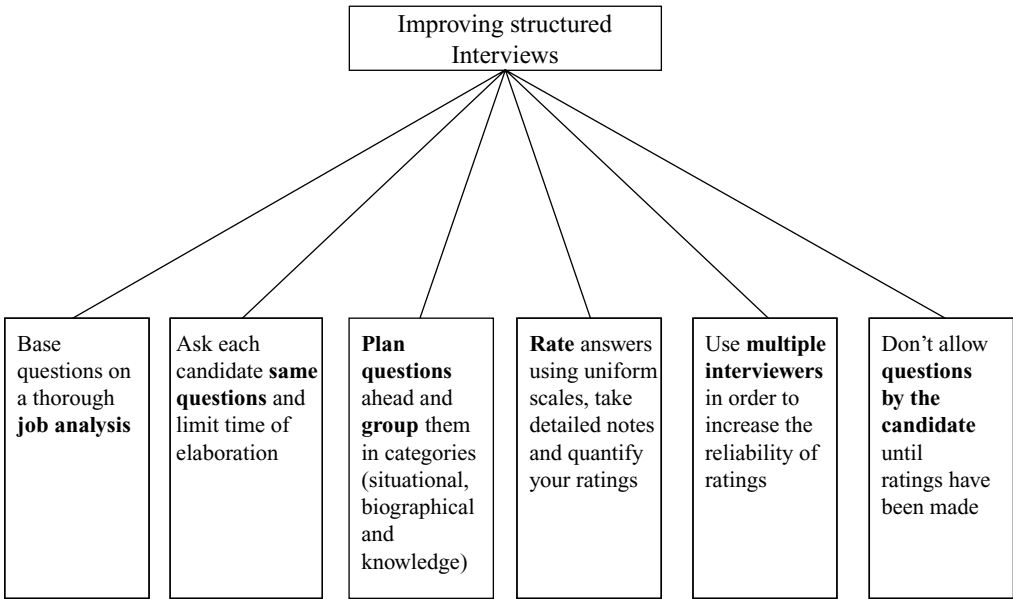 Improving structured
Interviews
Base
questions on
a thorough
job analysis
Ask each
candidate same
questions and
limit time of
elaboration
Plan
questions
ahead and
group them
in categories
(situational,
biographical
and
knowledge)
Rate answers
using uniform
scales, take
detailed notes
and quantify
your ratings
Use multiple
interviewers
in order to
increase the
reliability of
ratings
Don’t allow
questions
by the
candidate
until
ratings have
been made